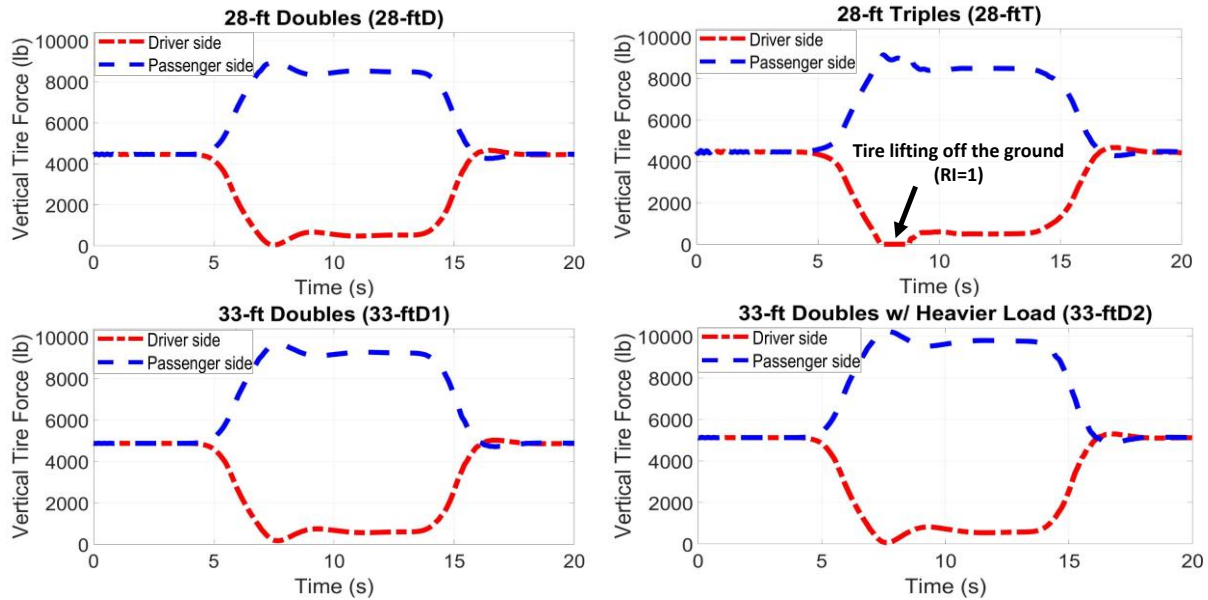 28-ft Doubles (28-ftD)
Vertical Tire Force (lb)
10000
8000
6000
4000
2000
0
Driver side
Passenger side
0
5
10
15
20
Time (s)
28-ft Triples (28-ftT)
Vertical Tire Force (lb)
10000
8000
6000
4000
2000
0
Driver side
Passenger side
Tire lifting off the ground
(RI=1)
0
5
10
15
20
Time (s)
33-ft Doubles (33-ftD1)
Vertical Tire Force (lb)
10000
8000
6000
4000
2000
0
Driver side
Passenger side
0
5
10
15
20
Time (s)
33-ft Doubles w/ Heavier Load (33-ftD2)
Vertical Tire Force (lb)
10000
8000
6000
4000
2000
0
Driver side
Passenger side
0
5
10
15
20
Time (s)